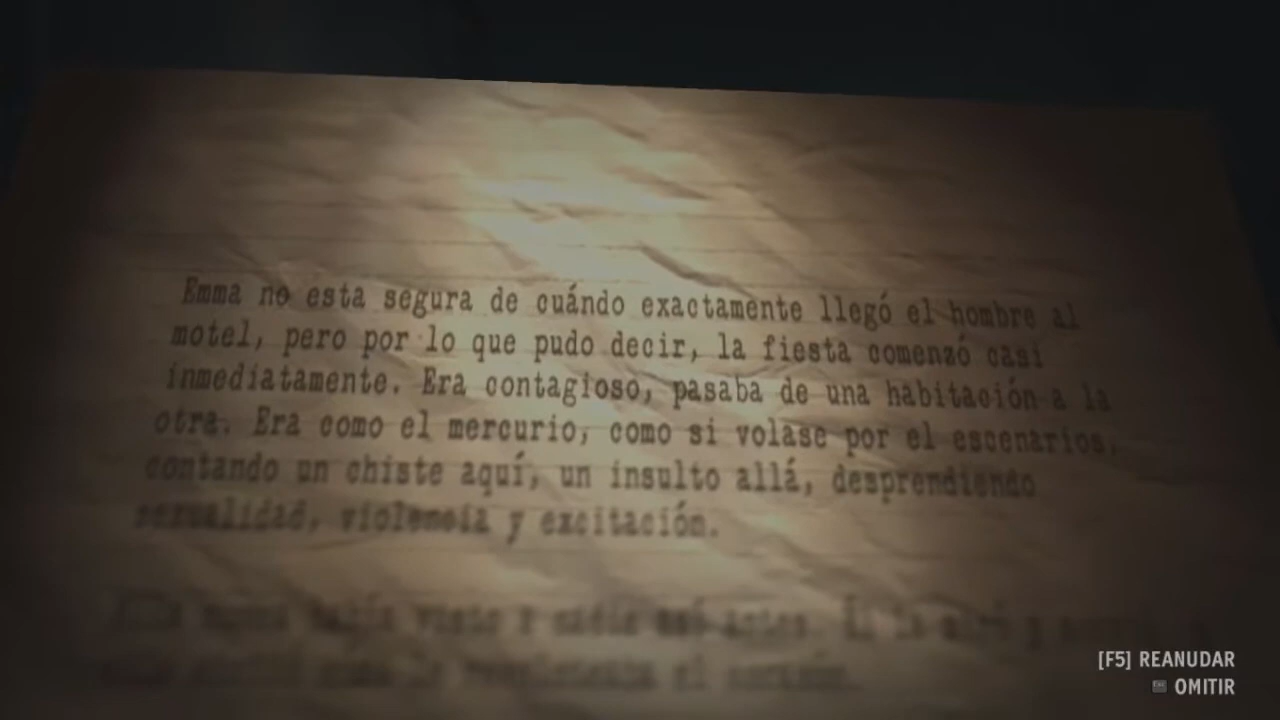 Emma no esta segura de cuándo exactamente llegó el hombre al
motel, pero por lo que pudo decir, la fiesta comenzó casi
inmediatamente. Era contagioso, pasaba de una habitación a la
otra. Era como el mercurio, como si volase por el escenarios,
contando un chiste aquí, un insulto allá, desprendiendo
sexualidad, violencia y excitación.
[F5] REANUDAR
OMITIR